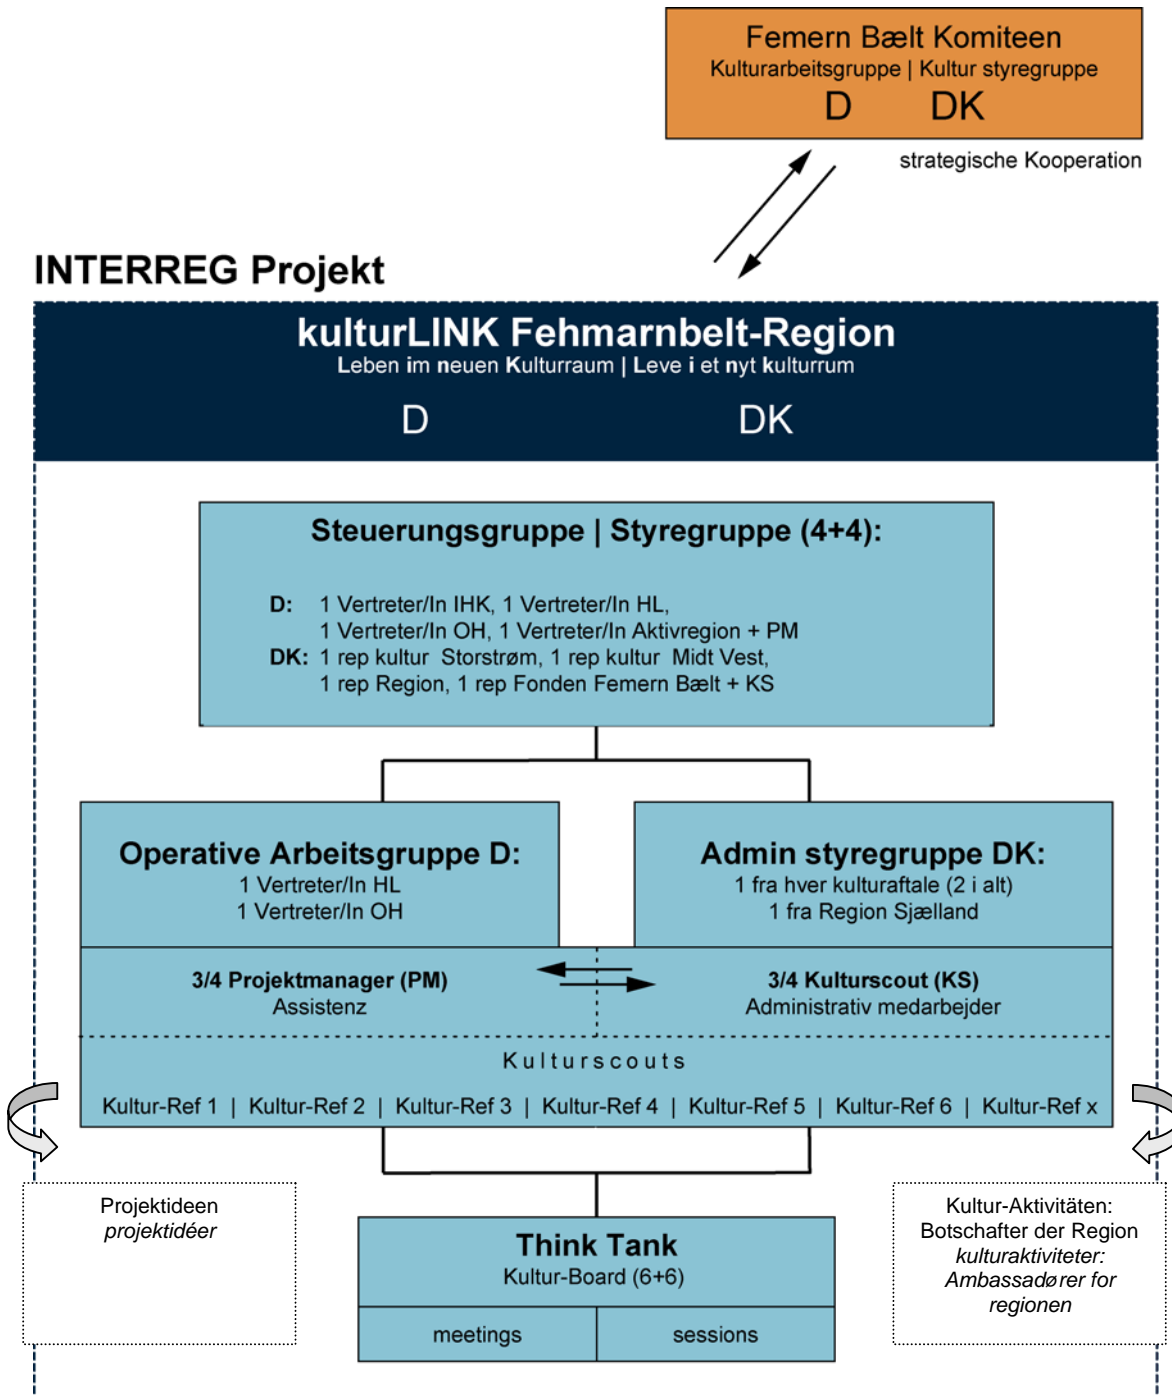 Femern Bælt Komiteen
Kulturarbeitsgruppe | Kultur styregruppe
D DK
strategische Kooperation
INTERREG Projekt
kulturLINK Fehmarnbelt-Region
Leben im neuen Kulturraum | Leve i et nyt kulturrum
D DK
Steuerungsgruppe | Styregruppe (4+4):
D: 1 Vertreter/In IHK, 1 Vertreter/In HL,
1 Vertreter/In OH, 1 Vertreter/In Aktivregion + PM
DK: 1 rep kultur Storstrøm, 1 rep kultur Midt Vest,
1 rep Region, 1 rep Fonden Femern Bælt + KS
Operative Arbeitsgruppe D:
1 Vertreter/In HL
1 Vertreter/In OH
Admin styregruppe DK:
1 fra hver kulturaftale (2 i alt)
1 fra Region Sjælland
3/4 Projektmanager (PM)
Assistenz
3/4 Kulturscout (KS)
Administrativ medarbejder
Kulturscouts
Kultur-Ref 1 | Kultur-Ref 2 | Kultur-Ref 3 | Kultur-Ref 4 | Kultur-Ref 5 | Kultur-Ref 6 | Kultur-Ref x
Projektideen
projektidéer
Think Tank
Kultur-Board (6+6)
meetings
sessions
Kultur-Aktivitäten:
Botschafter der Region
kulturaktiviteter:
Ambassadører for
regionen